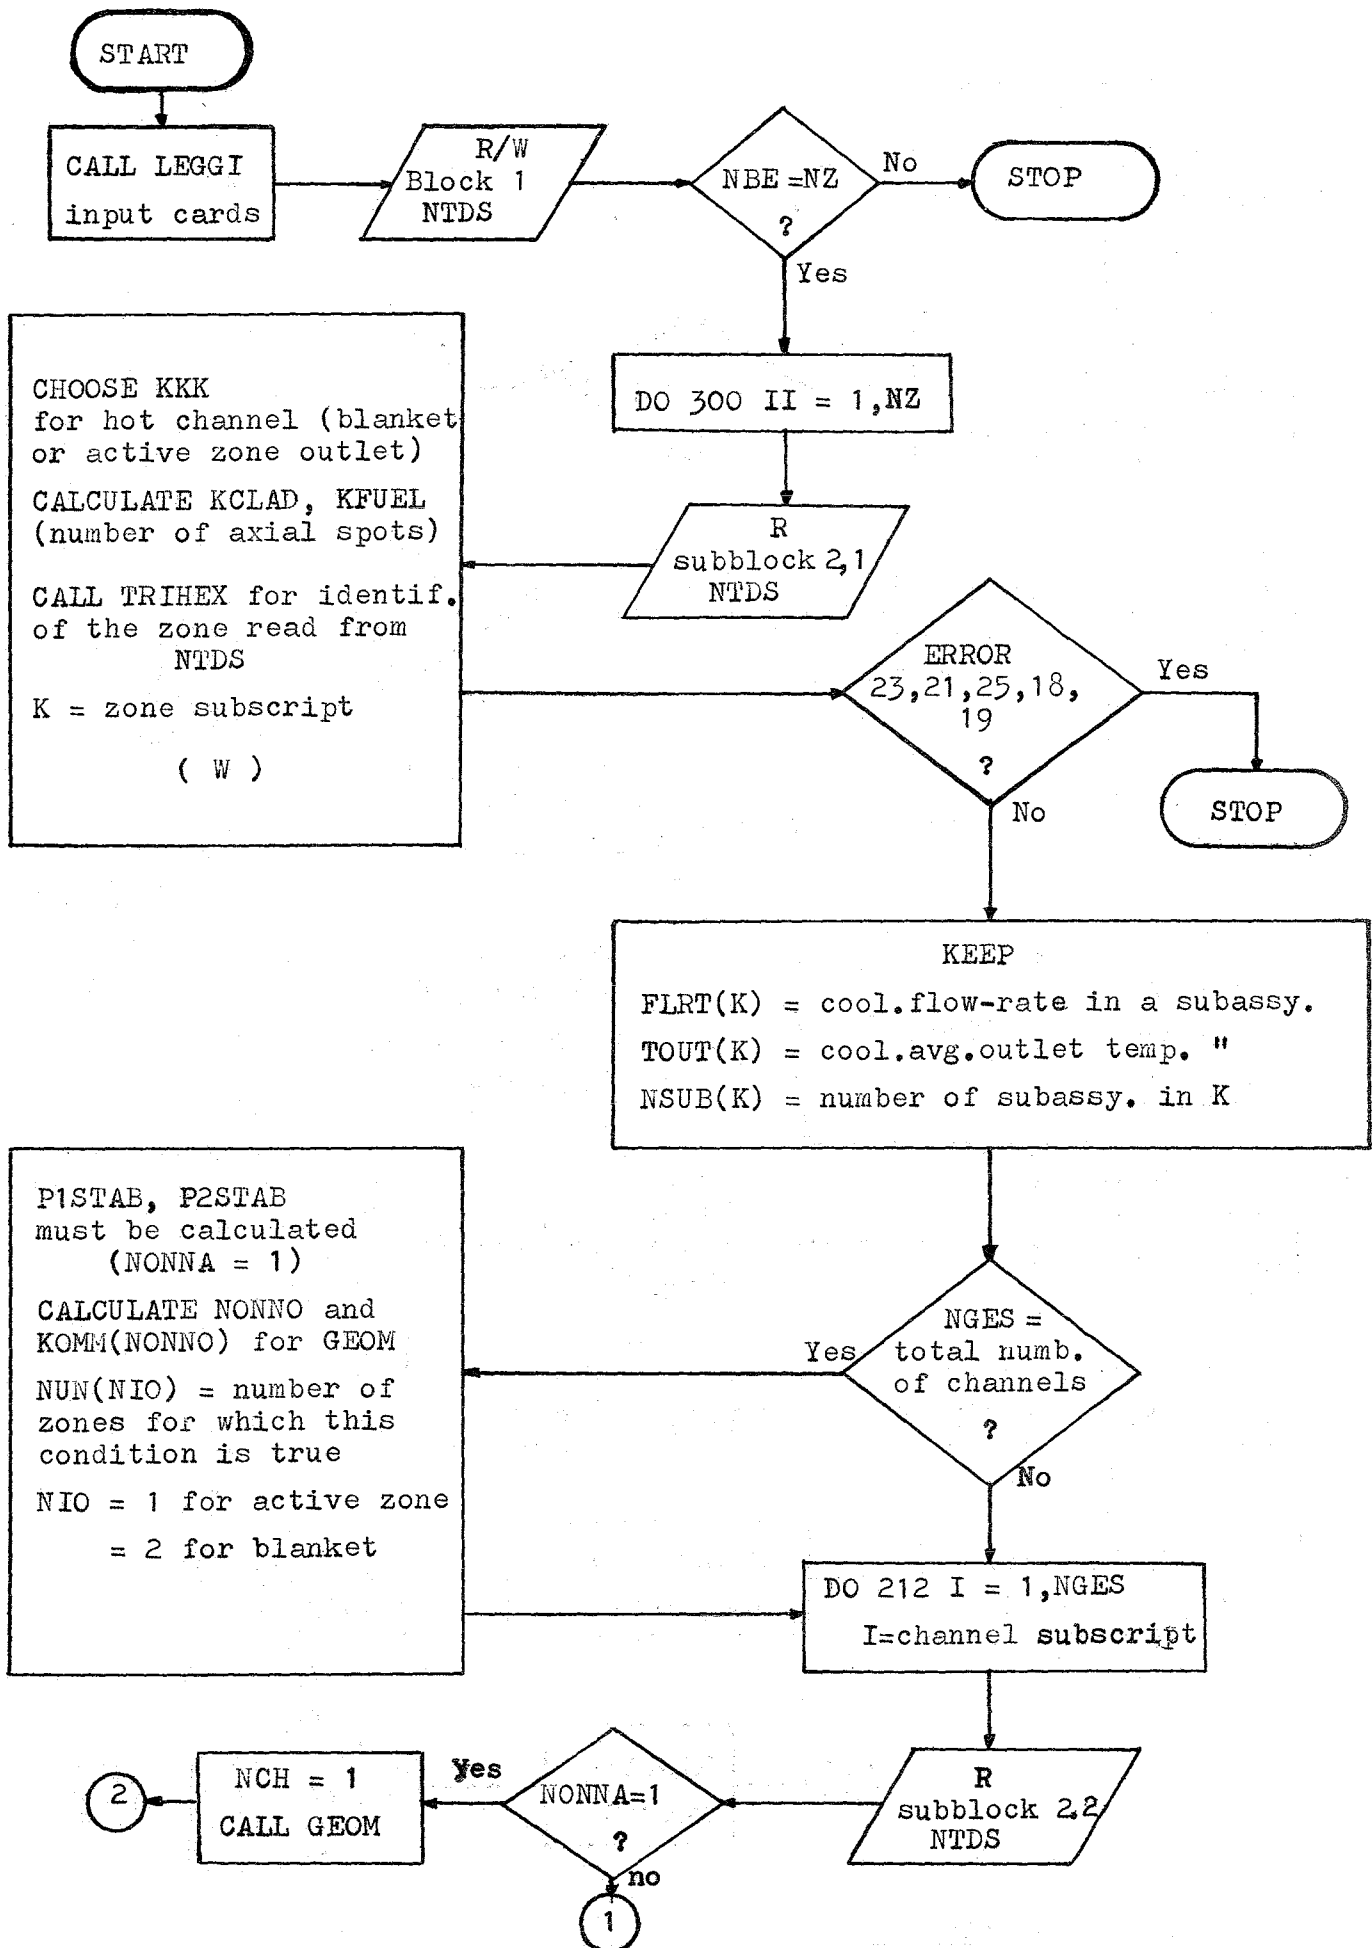 START
CALL LEGGI
input cards
R/W
Block 1
NTDS
NBE =NZ
?
No
STOP
Yes
DO 300 II = 1,NZ
R
subblock 2,1
NTDS
CHOOSE KKK
for hot channel (blanket
or active zone outlet)
CALCULATE KCLAD, KFUEL
(number of axial spots)
CALL TRIHEX for identif.
of the zone read from
NTDS
K = zone subscript
( W )
ERROR
23,21,25,18,
19
?
Yes
STOP
No
KEEP
FLRT(K) = cool.flow-rate in a subassy.
TOUT(K) = cool.avg.outlet temp. "
NSUB(K) = number of subassy. in K
NGES =
total numb.
of channels
?
Yes
No
P1STAB, P2STAB
must be calculated
(NONNA = 1)
CALCULATE NONNO and
KOMM(NONNO) for GEOM
NUN(NIO) = number of
zones for which this
condition is true
NIO = 1 for active zone
= 2 for blanket
DO 212 I = 1,NGES
I=channel subscript
R
subblock 2,2
NTDS
NONNA=1
?
yes
no
NCH = 1
CALL GEOM
2
1